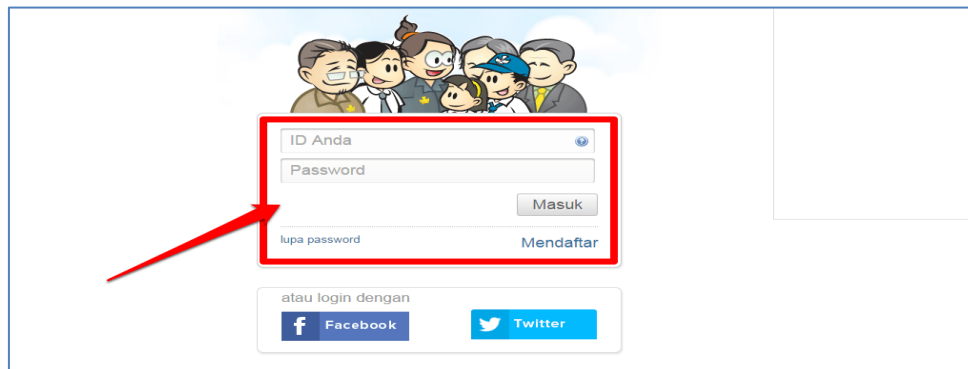 ID Anda
Password
Masuk
lupa password
Mendaftar
atau login dengan
f Facebook
Twitter